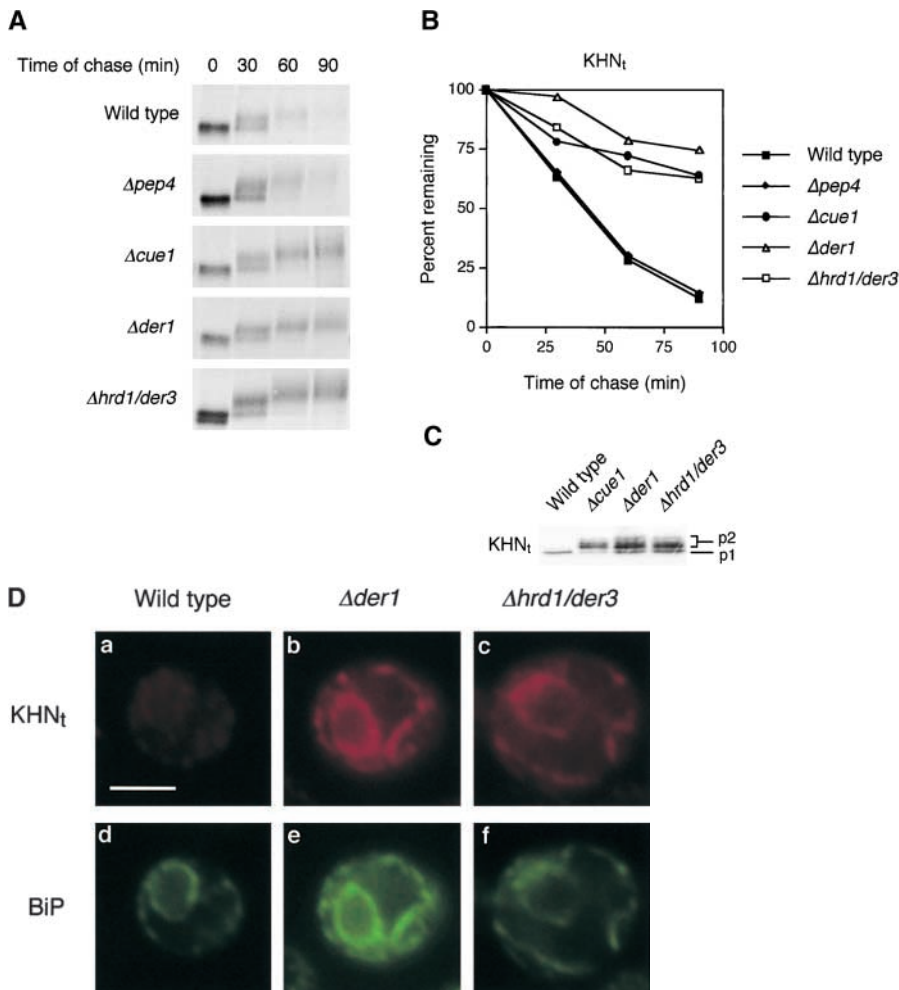 A
Time of chase (min) 0 30 60 90
Wild type
Δpep4
Δcue1
Δder1
Δhrd1/der3
B
KHNt
Percent remaining
100
75
50
25
0
0 25 50 75 100
Time of chase (min)
Wild type
Δpep4
Δcue1
Δder1
Δhrd1/der3
C
Wild type
Δcue1
Δder1
Δhrd1/der3
KHNt
p2
p1
D
Wild type Δder1 Δhrd1/der3
KHNt
a b c
BiP
d e f